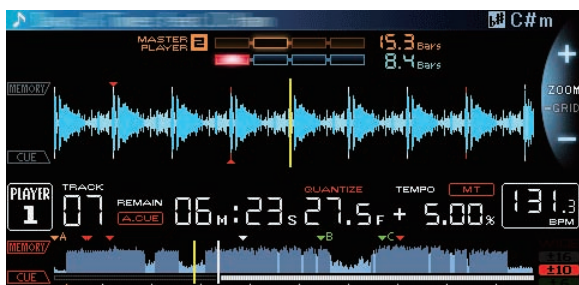 ♭♯ C#m
MASTER PLAYER 2 15.3 Bars
8.4 Bars
MEMORY
ZOOM
-GRID
CUE
PLAYER 1
TRACK 07
REMAIN
A.CUE
06M:23S27.5F
QUANTIZE
TEMPO MT
+ 5.00%
131.3 BPM
MEMORY
A B C
CUE
±16
±10